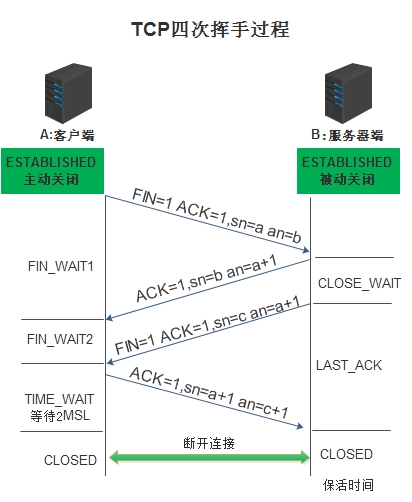 TCP四次挥手过程
A:客户端
B:服务器端
ESTABLISHED
主动关闭
ESTABLISHED
被动关闭
FIN=1 ACK=1,sn=a an=b
FIN_WAIT1
ACK=1,sn=b an=a+1
CLOSE_WAIT
FIN=1 ACK=1,sn=c an=a+1
FIN_WAIT2
LAST_ACK
ACK=1,sn=a+1 an=c+1
TIME_WAIT
等待2MSL
断开连接
CLOSED
CLOSED
保活时间